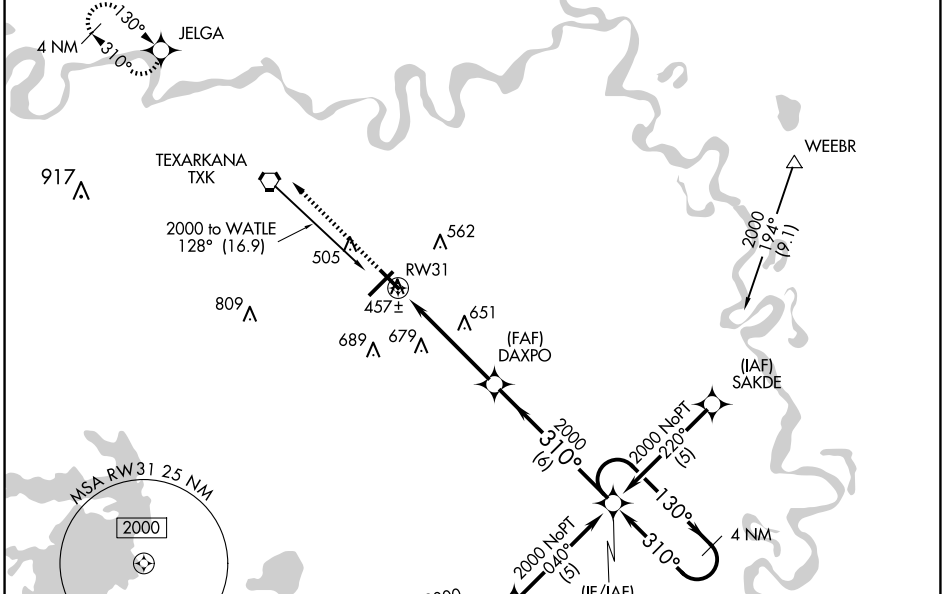 130°
JELGA
4 NM
310°
WEEBR
TEXARKANA
TXK
917
2000
194°
(9.1)
2000 to WATLE
128° (16.9)
562
505
RW31
457±
809
651
689
679
(FAF)
DAXPO
(IAF)
SAKDE
2000
310°
(6)
2000 NoPT
220°
(5)
MSA RW31 25 NM
130°
2000
4 NM
310°
2000 NoPT
040°
(5)
(IF/IAF)